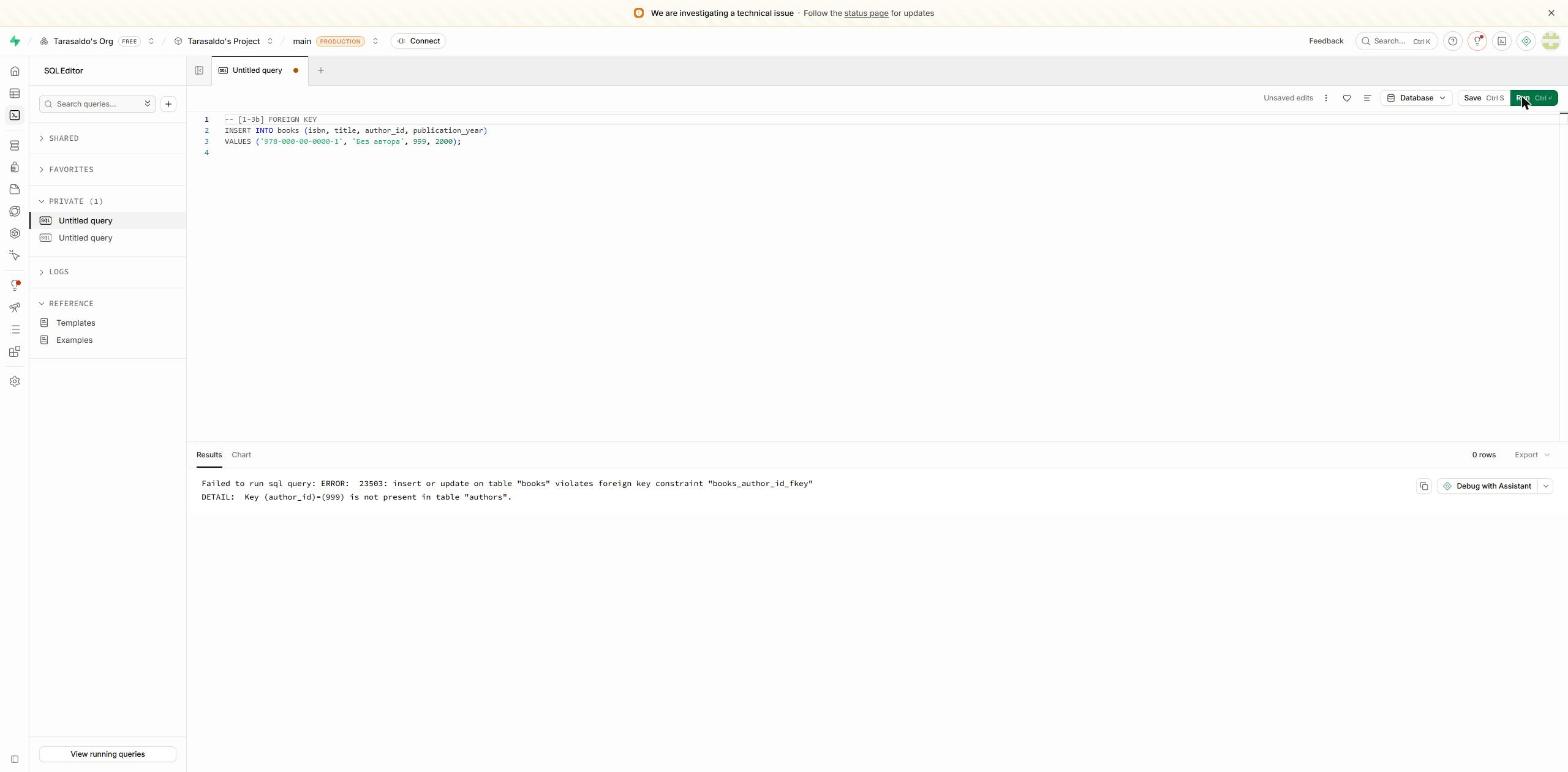 We are investigating a technical issue · Follow the status page for updates
Tarasaldo's Org FREE / Tarasaldo's Project / main PRODUCTION Connect
Feedback Search... Ctrl K
SQL Editor
Untitled query
Search queries...
Unsaved edits Database Save Ctrl S Run Ctrl ↵
SHARED
FAVORITES
PRIVATE (1)
Untitled query
Untitled query
LOGS
REFERENCE
Templates
Examples
View running queries
1 -- [1-3b] FOREIGN KEY
2 INSERT INTO books (isbn, title, author_id, publication_year)
3 VALUES ('978-000-00-0000-1', 'Без автора', 999, 2000);
4
Results Chart 0 rows Export
Failed to run sql query: ERROR: 23503: insert or update on table "books" violates foreign key constraint "books_author_id_fkey"
DETAIL: Key (author_id)=(999) is not present in table "authors".
Debug with Assistant